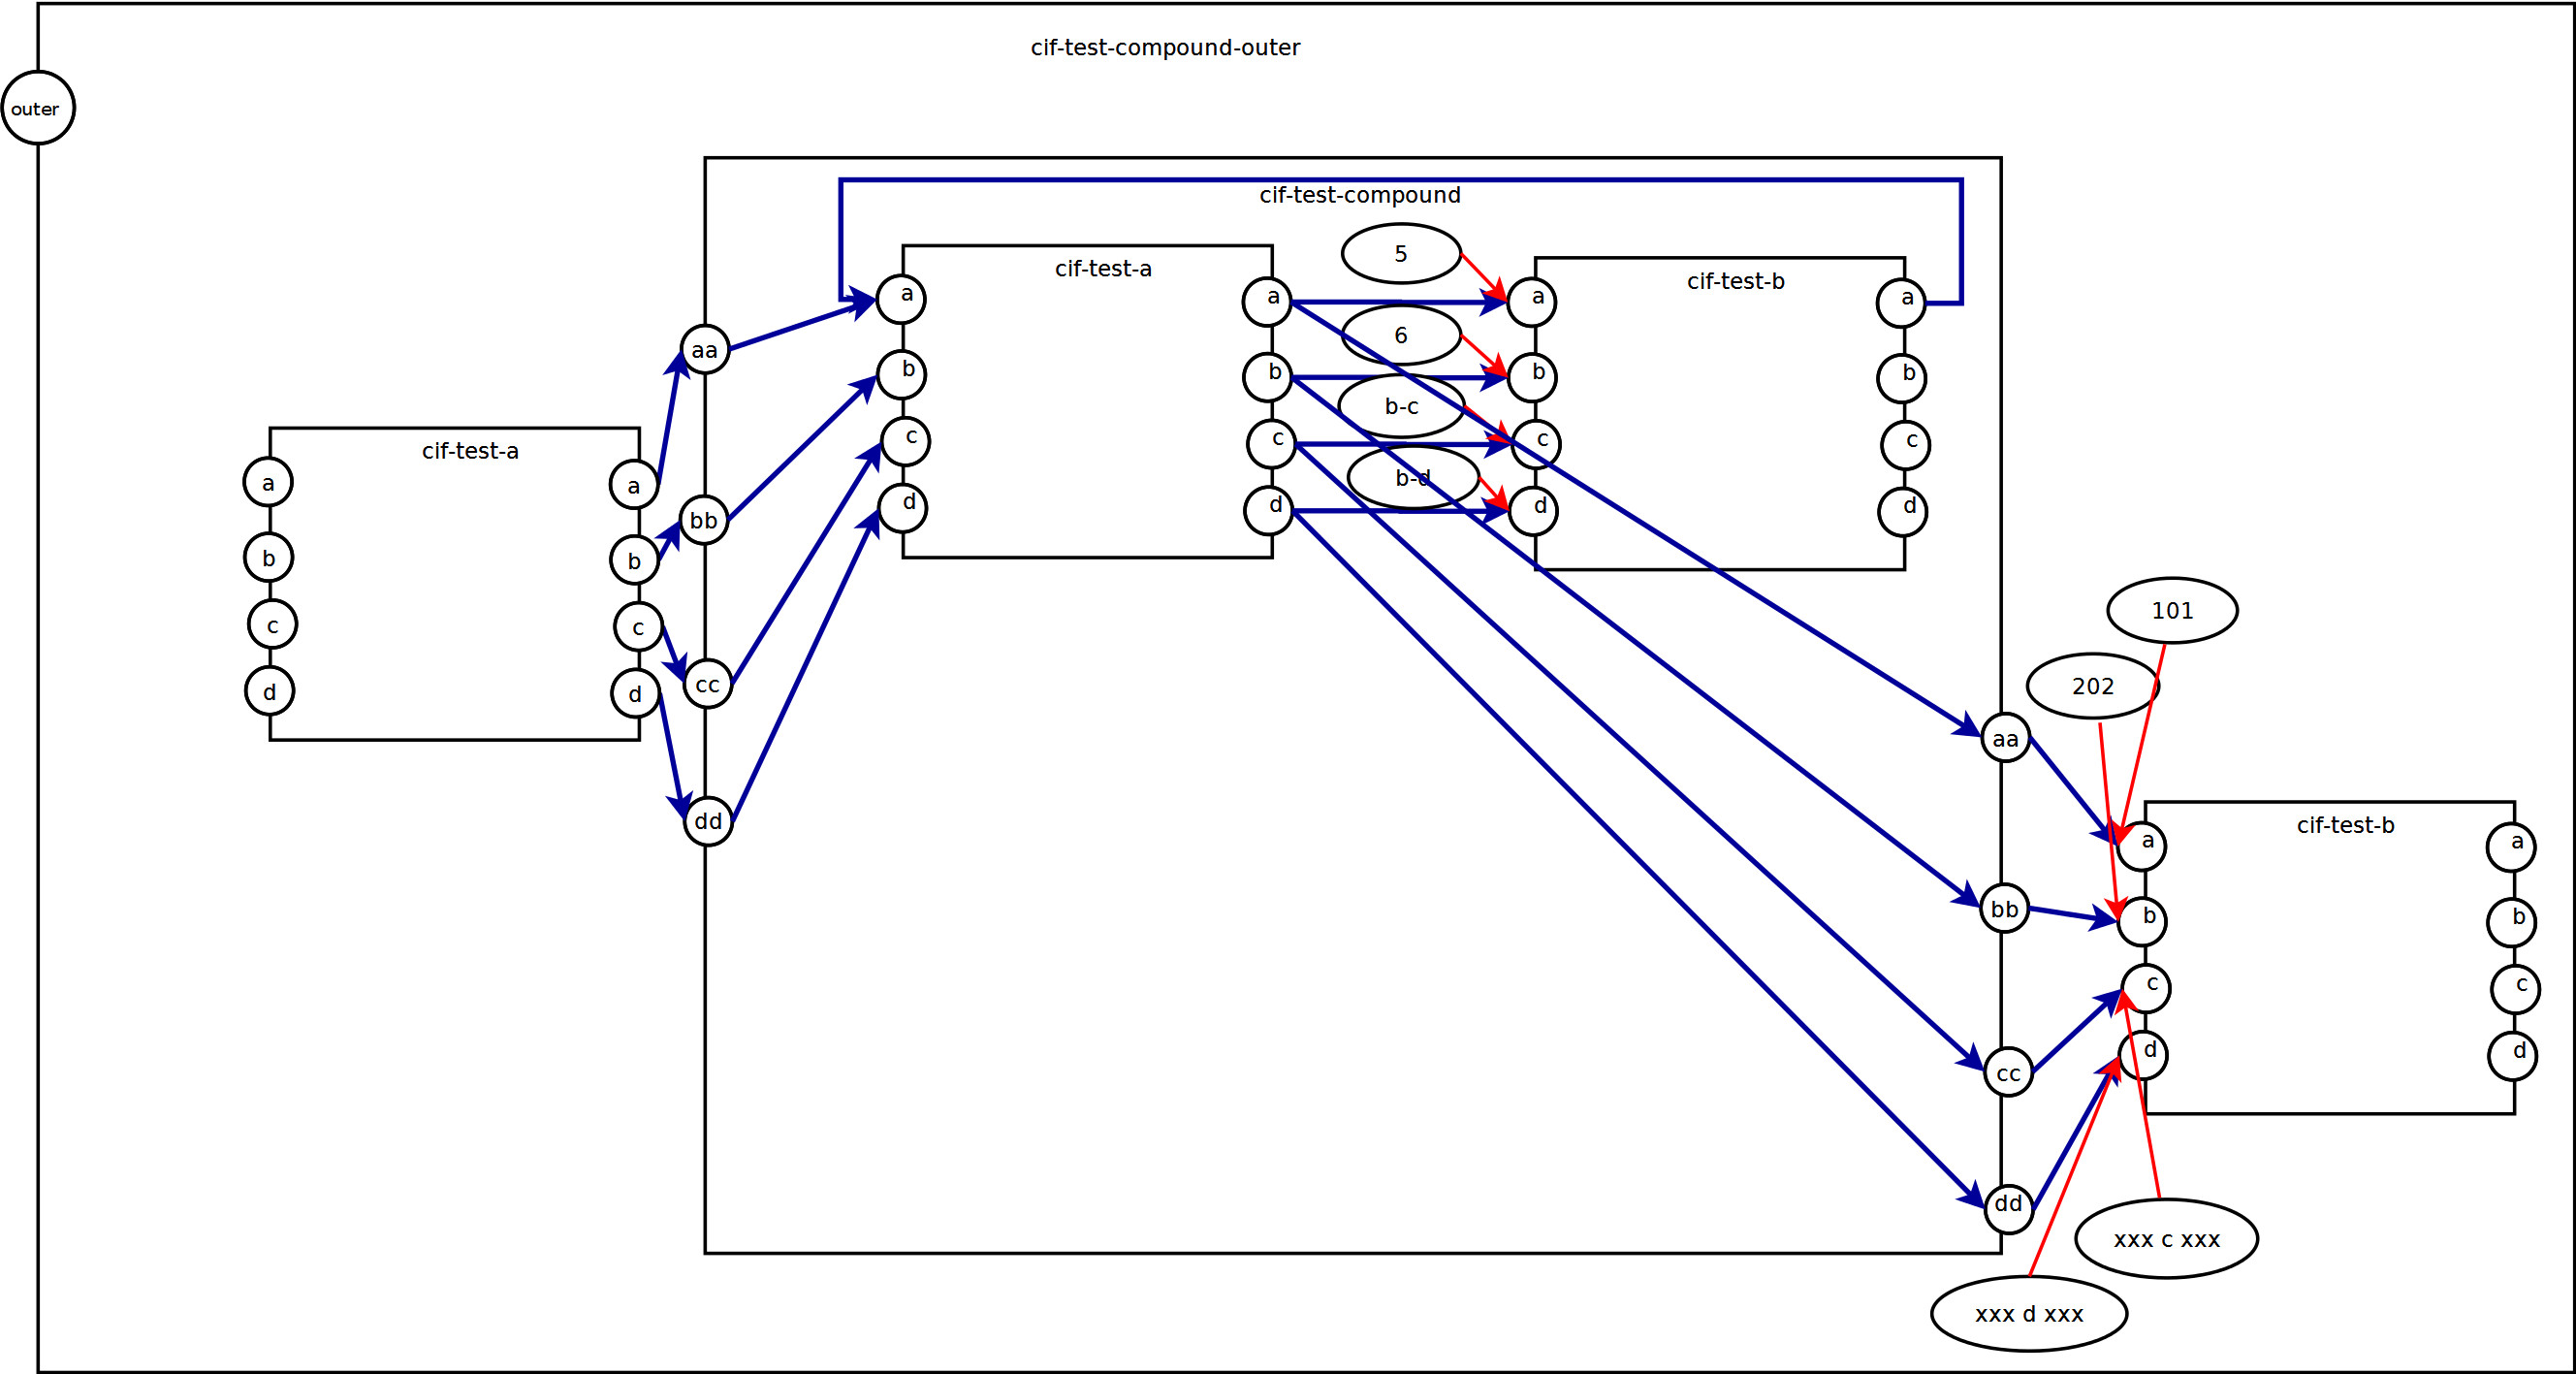 cif-test-compound-outer
outer
cif-test-compound
5
cif-test-a
cif-test-b
a
a
a
a
6
aa
b
b
b
b
b-c
c
c
c
c
cif-test-a
b-d
d
d
d
d
a
a
bb
b
b
101
c
c
202
cc
d
d
aa
dd
cif-test-b
a
a
bb
b
b
c
c
cc
d
d
dd
xxx c xxx
xxx d xxx